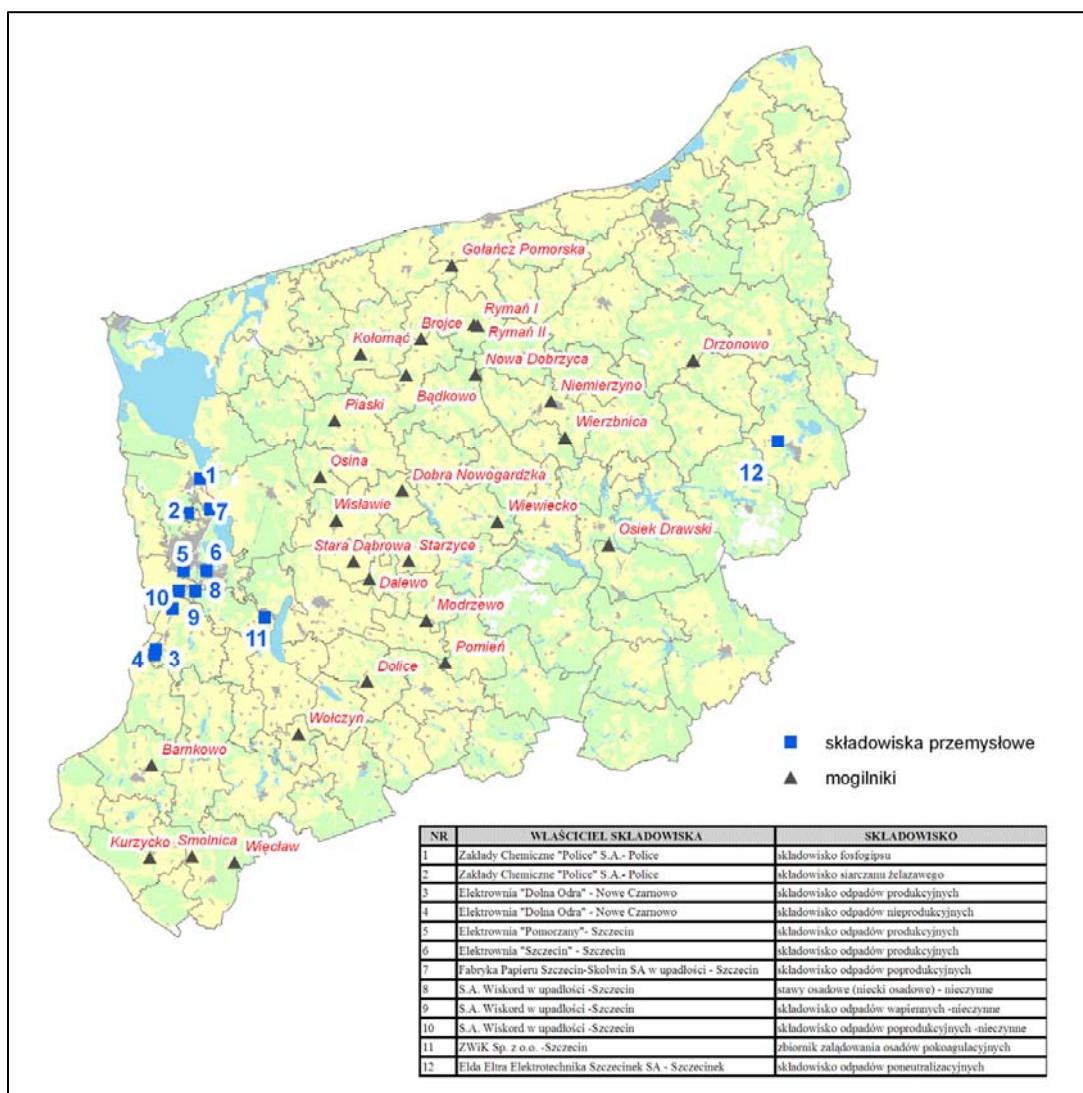 Gołańcz Pomorska
Rymań I
Brojce
Rymań II
Kołomąć
Drzonowo
Nowa Dobrzyca
Niemierzyno
Bądkowo
Piaski
Wierzbnica
12
Osina
1
Dobra Nowogardzka
2
7
Wisławie
Wiewiecko
Osiek Drawski
5
6
Stara Dąbrowa
Starzyce
Dalewo
10
8
9
Modrzewo
11
4
3
Pomień
Dolice
Wołczyn
składowiska przemysłowe
Barnkowo
mogilniki
Kurzycko
Smolnica
Więcław
NR WŁAŚCICIEL SKŁADOWISKA SKŁADOWISKO
1 Zakłady Chemiczne "Police" S.A.- Police składowisko fosfogipsu
2 Zakłady Chemiczne "Police" S.A.- Police składowisko siarczanu żelazawego
3 Elektrownia "Dolna Odra" - Nowe Czarnowo składowisko odpadów produkcyjnych
4 Elektrownia "Dolna Odra" - Nowe Czarnowo składowisko odpadów nieprodukcyjnych
5 Elektrownia "Pomorzany"- Szczecin składowisko odpadów produkcyjnych
6 Elektrownia "Szczecin" - Szczecin składowisko odpadów produkcyjnych
7 Fabryka Papieru Szczecin-Skolwin SA w upadłości - Szczecin składowisko odpadów poprodukcyjnych
8 S.A. Wiskord w upadłości -Szczecin stawy osadowe (niecki osadowe) - nieczynne
9 S.A. Wiskord w upadłości -Szczecin składowisko odpadów wapiennych -nieczynne
10 S.A. Wiskord w upadłości -Szczecin składowisko odpadów poprodukcyjnych -nieczynne
11 ZWiK Sp. z o.o. -Szczecin zbiornik zalądowania osadów pokoagulacyjnych
12 Elda Eltra Elektrotechnika Szczecinek SA - Szczecinek składowisko odpadów poneutralizacyjnych